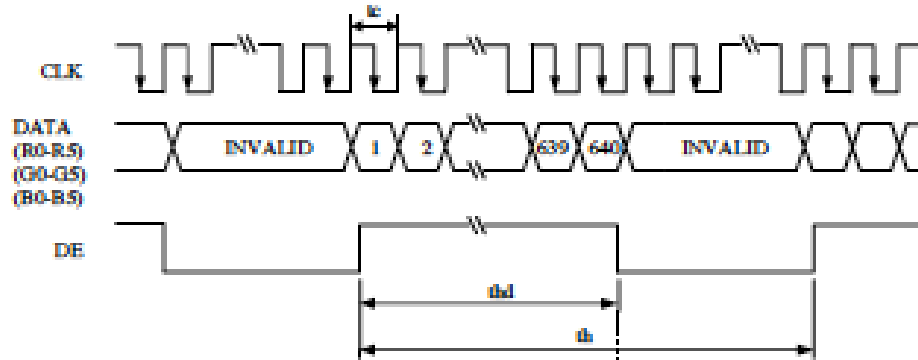 tc
CLK
DATA
(R0-R5)
(G0-G5)
(B0-B5)
INVALID 1 2 639 640 INVALID
DE
thd
th